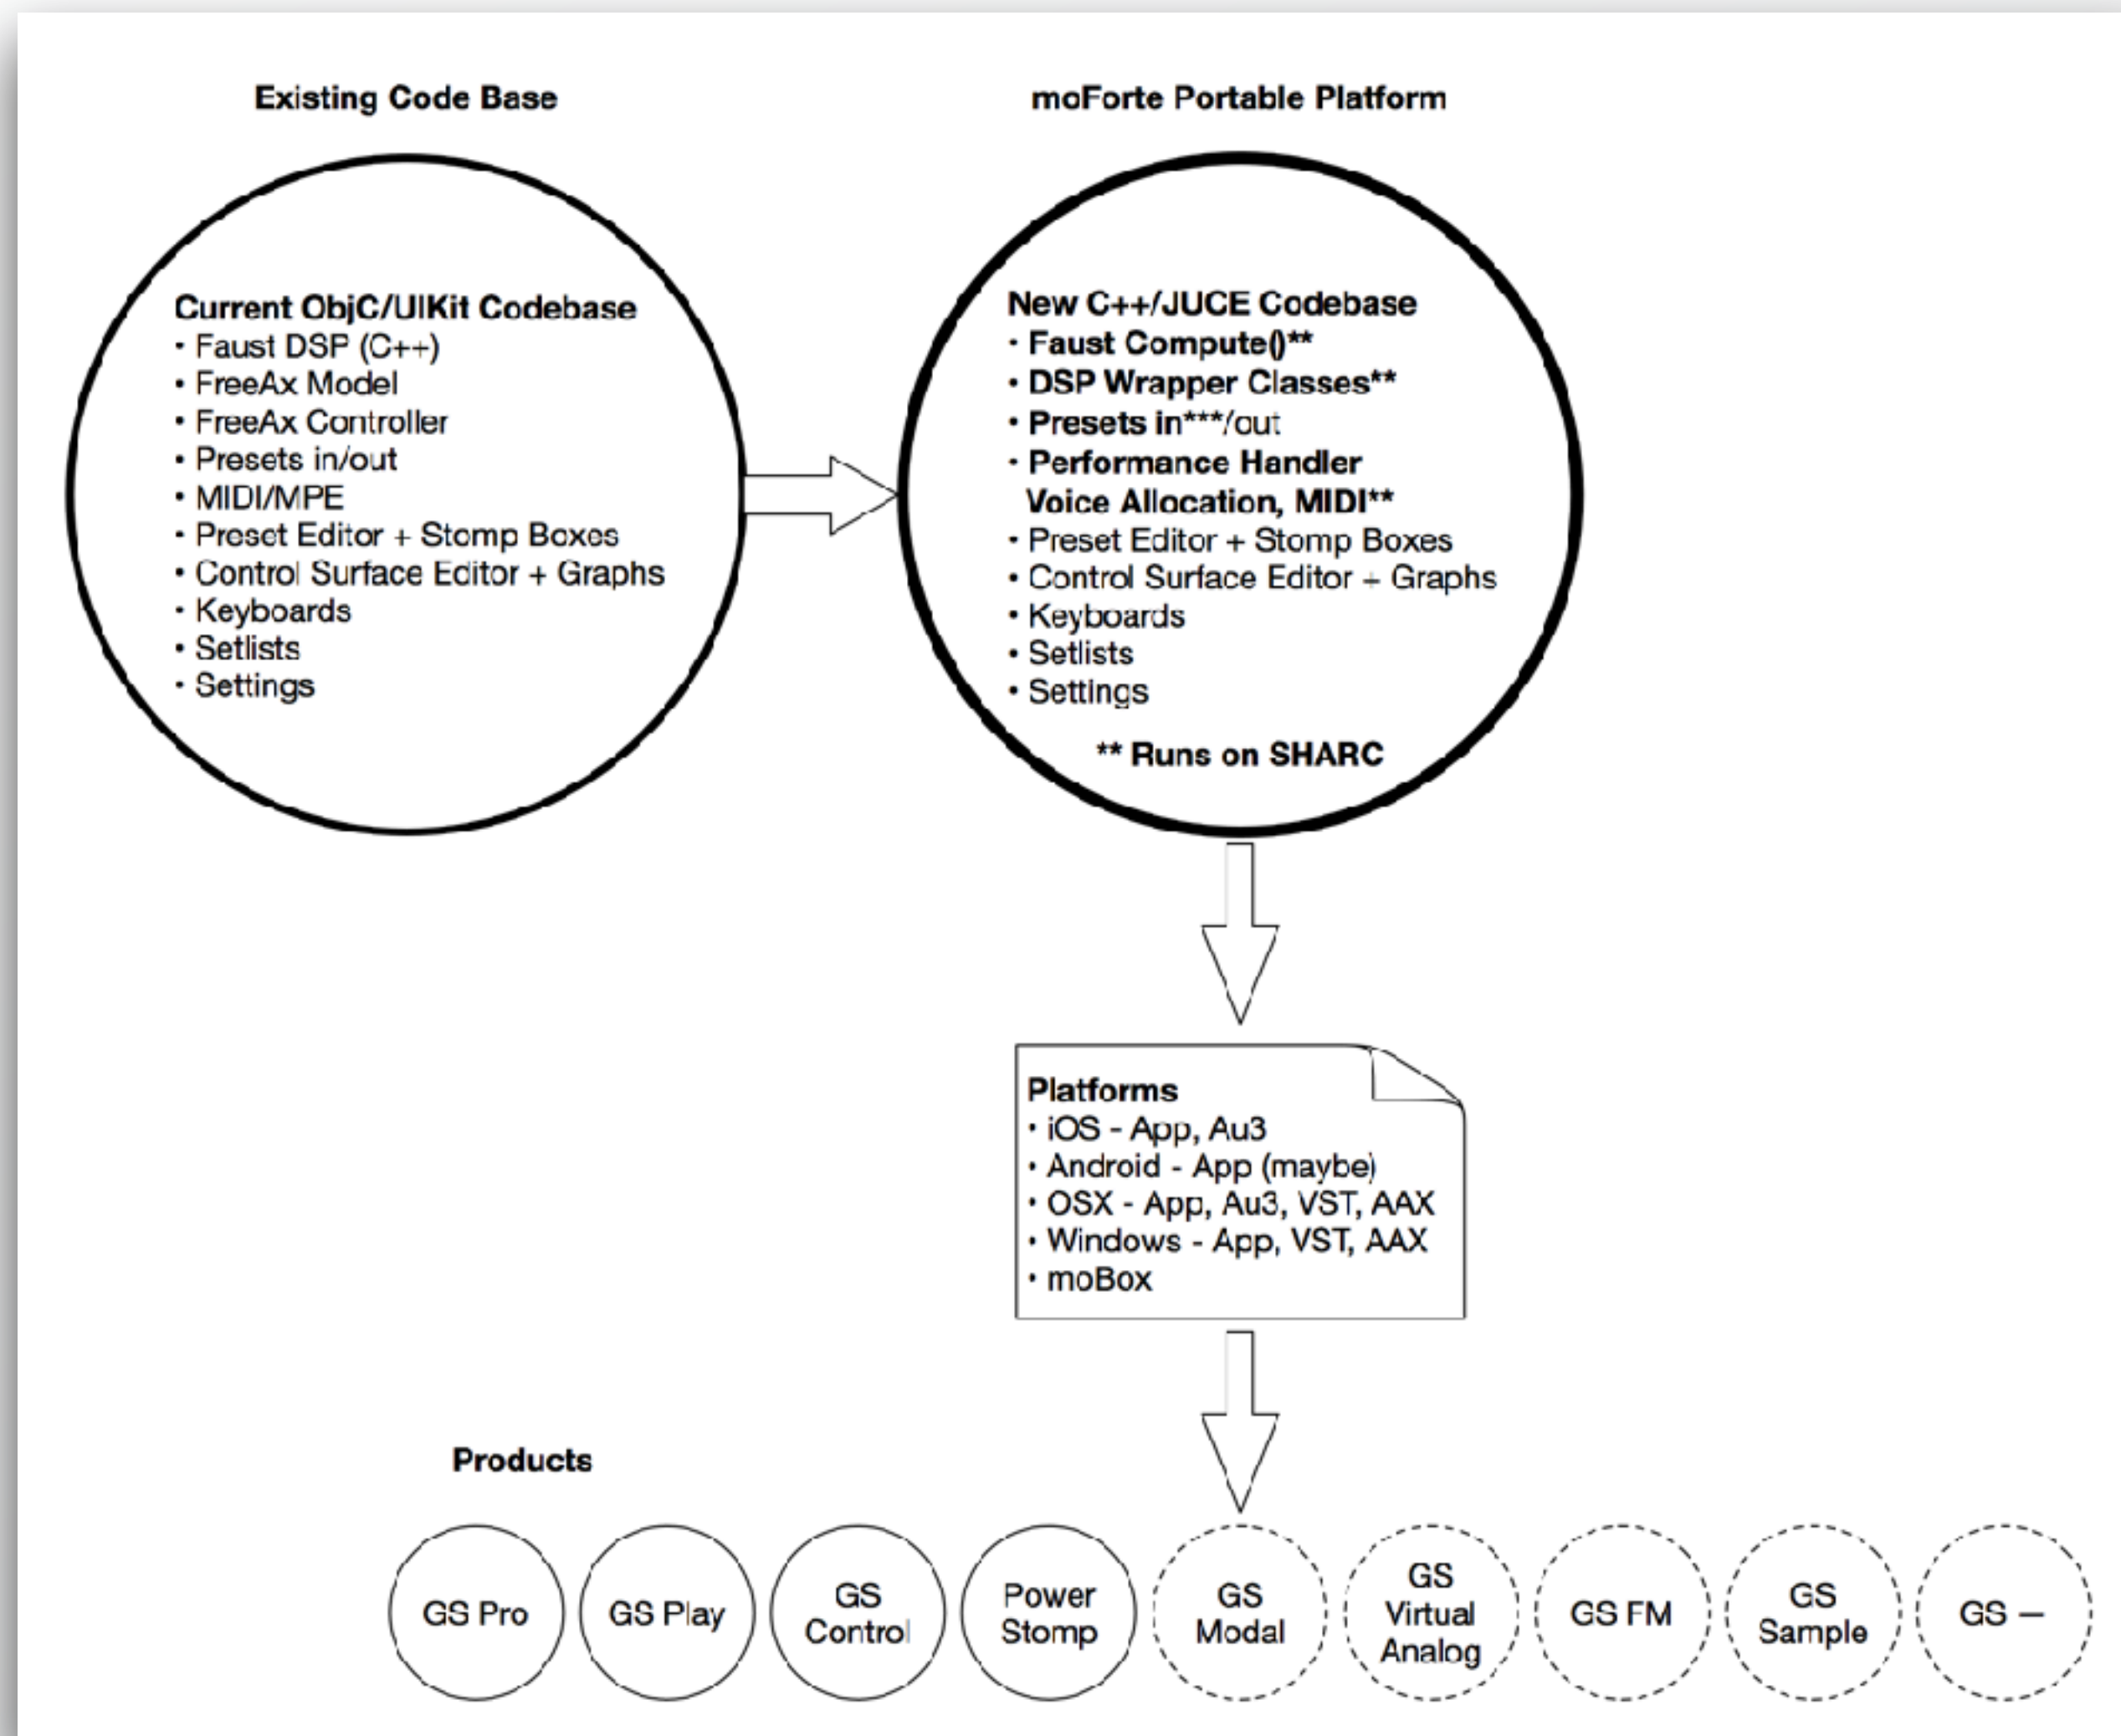 Existing Code Base
Current ObjC/UIKit Codebase
• Faust DSP (C++)
• FreeAx Model
• FreeAx Controller
• Presets in/out
• MIDI/MPE
• Preset Editor + Stomp Boxes
• Control Surface Editor + Graphs
• Keyboards
• Setlists
• Settings
moForte Portable Platform
New C++/JUCE Codebase
• Faust Compute()**
• DSP Wrapper Classes**
• Presets in***/out
• Performance Handler
Voice Allocation, MIDI**
• Preset Editor + Stomp Boxes
• Control Surface Editor + Graphs
• Keyboards
• Setlists
• Settings
** Runs on SHARC
Platforms
• iOS - App, Au3
• Android - App (maybe)
• OSX - App, Au3, VST, AAX
• Windows - App, VST, AAX
• moBox
Products
GS Pro
GS Play
GS
Control
Power
Stomp
GS
Modal
GS
Virtual
Analog
GS FM
GS
Sample
GS —